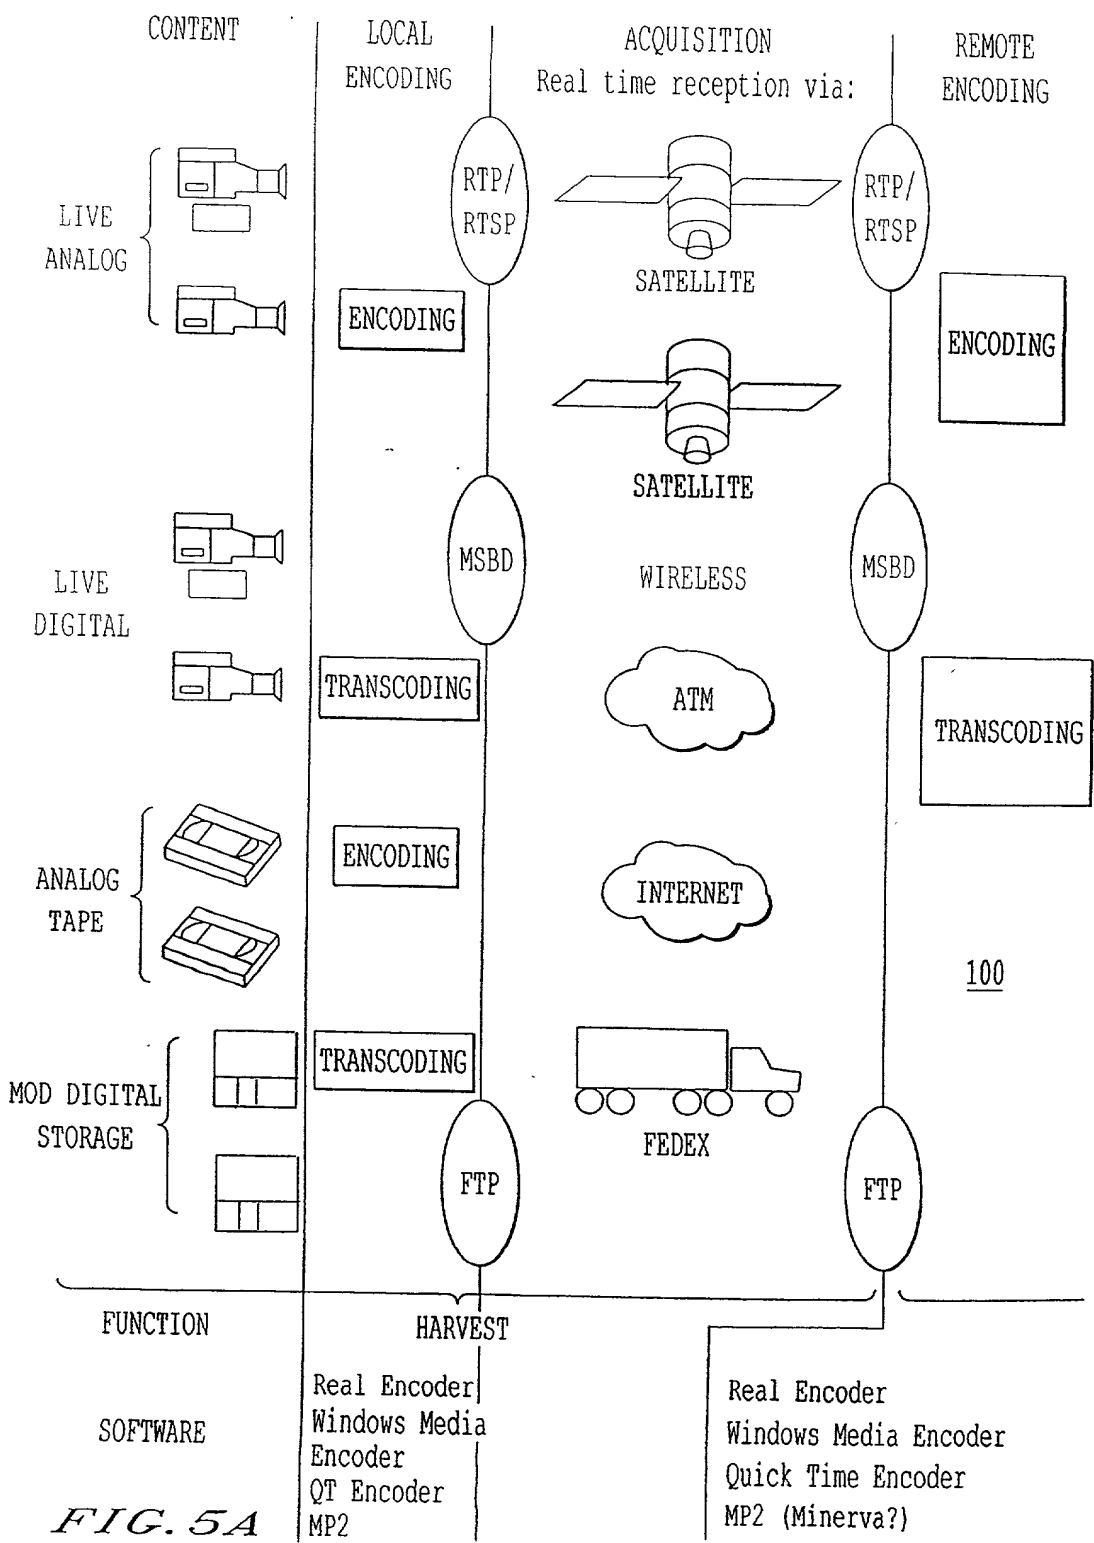 CONTENT
LOCAL
ENCODING
ACQUISITION
Real time reception via:
REMOTE
ENCODING
LIVE
ANALOG
RTP/
RTSP
SATELLITE
RTP/
RTSP
ENCODING
ENCODING
SATELLITE
LIVE
DIGITAL
MSBD
WIRELESS
MSBD
TRANSCODING
ATM
TRANSCODING
ANALOG
TAPE
ENCODING
INTERNET
100
MOD DIGITAL
STORAGE
TRANSCODING
FEDEX
FTP
FTP
FUNCTION
HARVEST
SOFTWARE
Real Encoder
Windows Media
Encoder
QT Encoder
MP2
Real Encoder
Windows Media Encoder
Quick Time Encoder
MP2 (Minerva?)
FIG. 5A